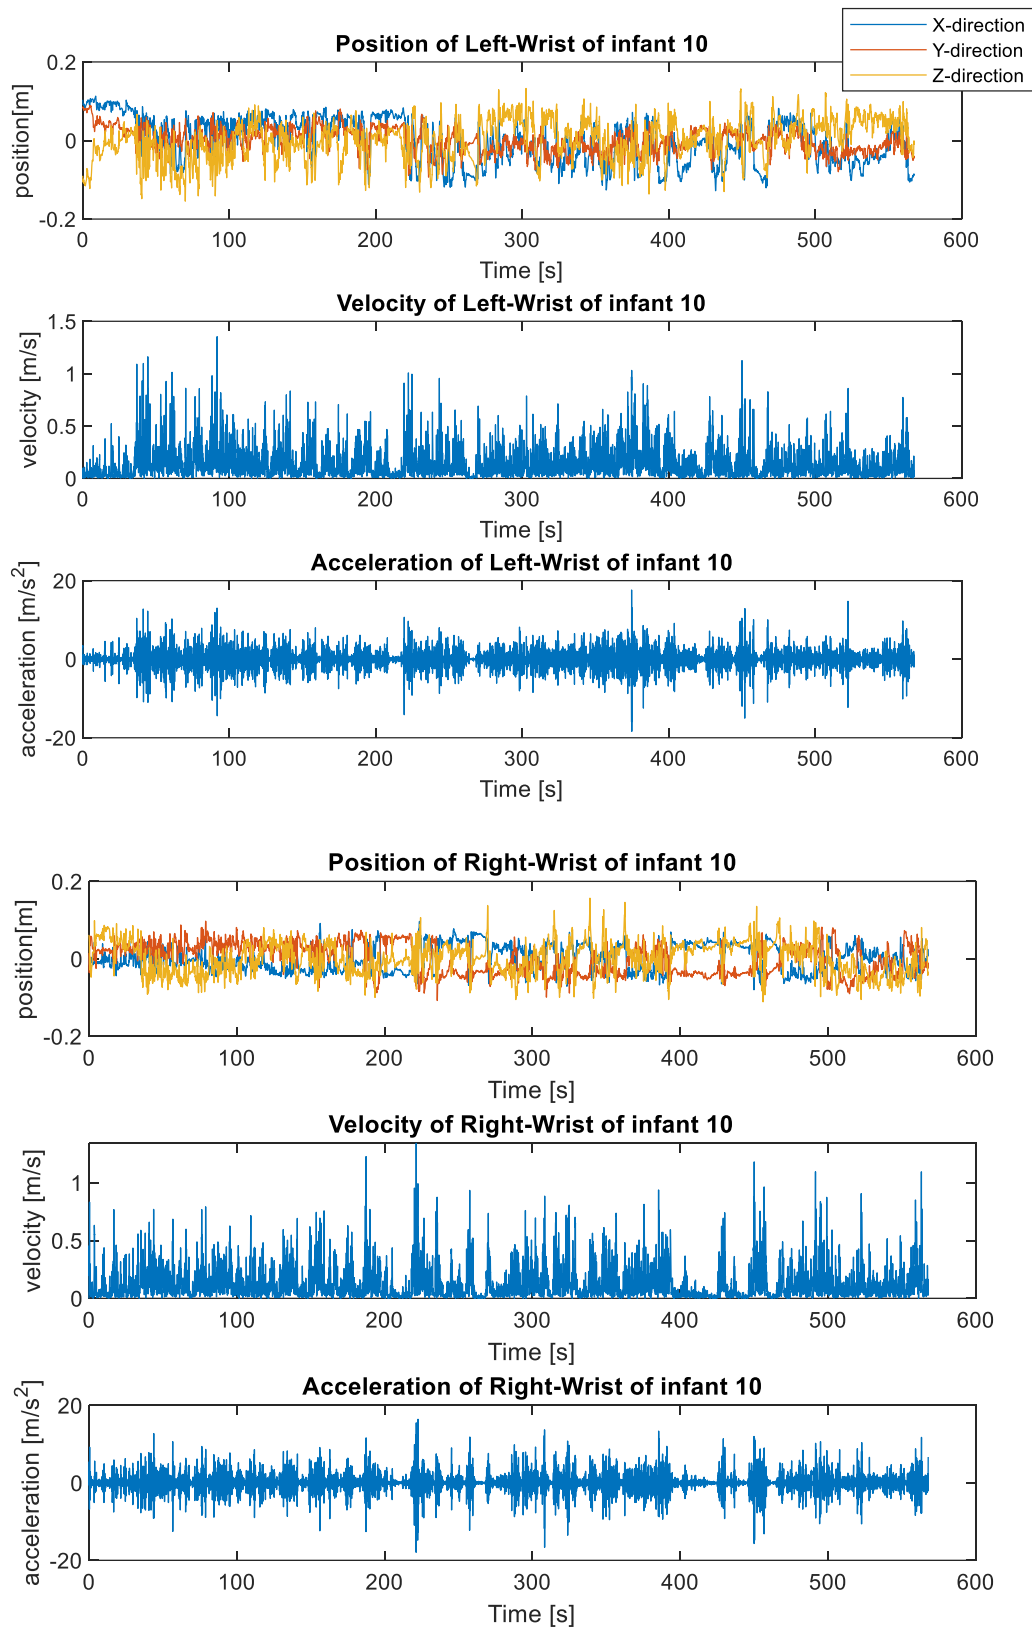 X-direction
Y-direction
Z-direction
Position of Left-Wrist of infant 10
position[m]
0.2
0
-0.2
0 100 200 300 400 500 600
Time [s]
Velocity of Left-Wrist of infant 10
velocity [m/s]
1.5
1
0.5
0
0 100 200 300 400 500 600
Time [s]
Acceleration of Left-Wrist of infant 10
acceleration [m/s²]
20
0
-20
0 100 200 300 400 500 600
Time [s]
Position of Right-Wrist of infant 10
position[m]
0.2
0
-0.2
0 100 200 300 400 500 600
Time [s]
Velocity of Right-Wrist of infant 10
velocity [m/s]
1
0.5
0
0 100 200 300 400 500 600
Time [s]
Acceleration of Right-Wrist of infant 10
acceleration [m/s²]
20
0
-20
0 100 200 300 400 500 600
Time [s]